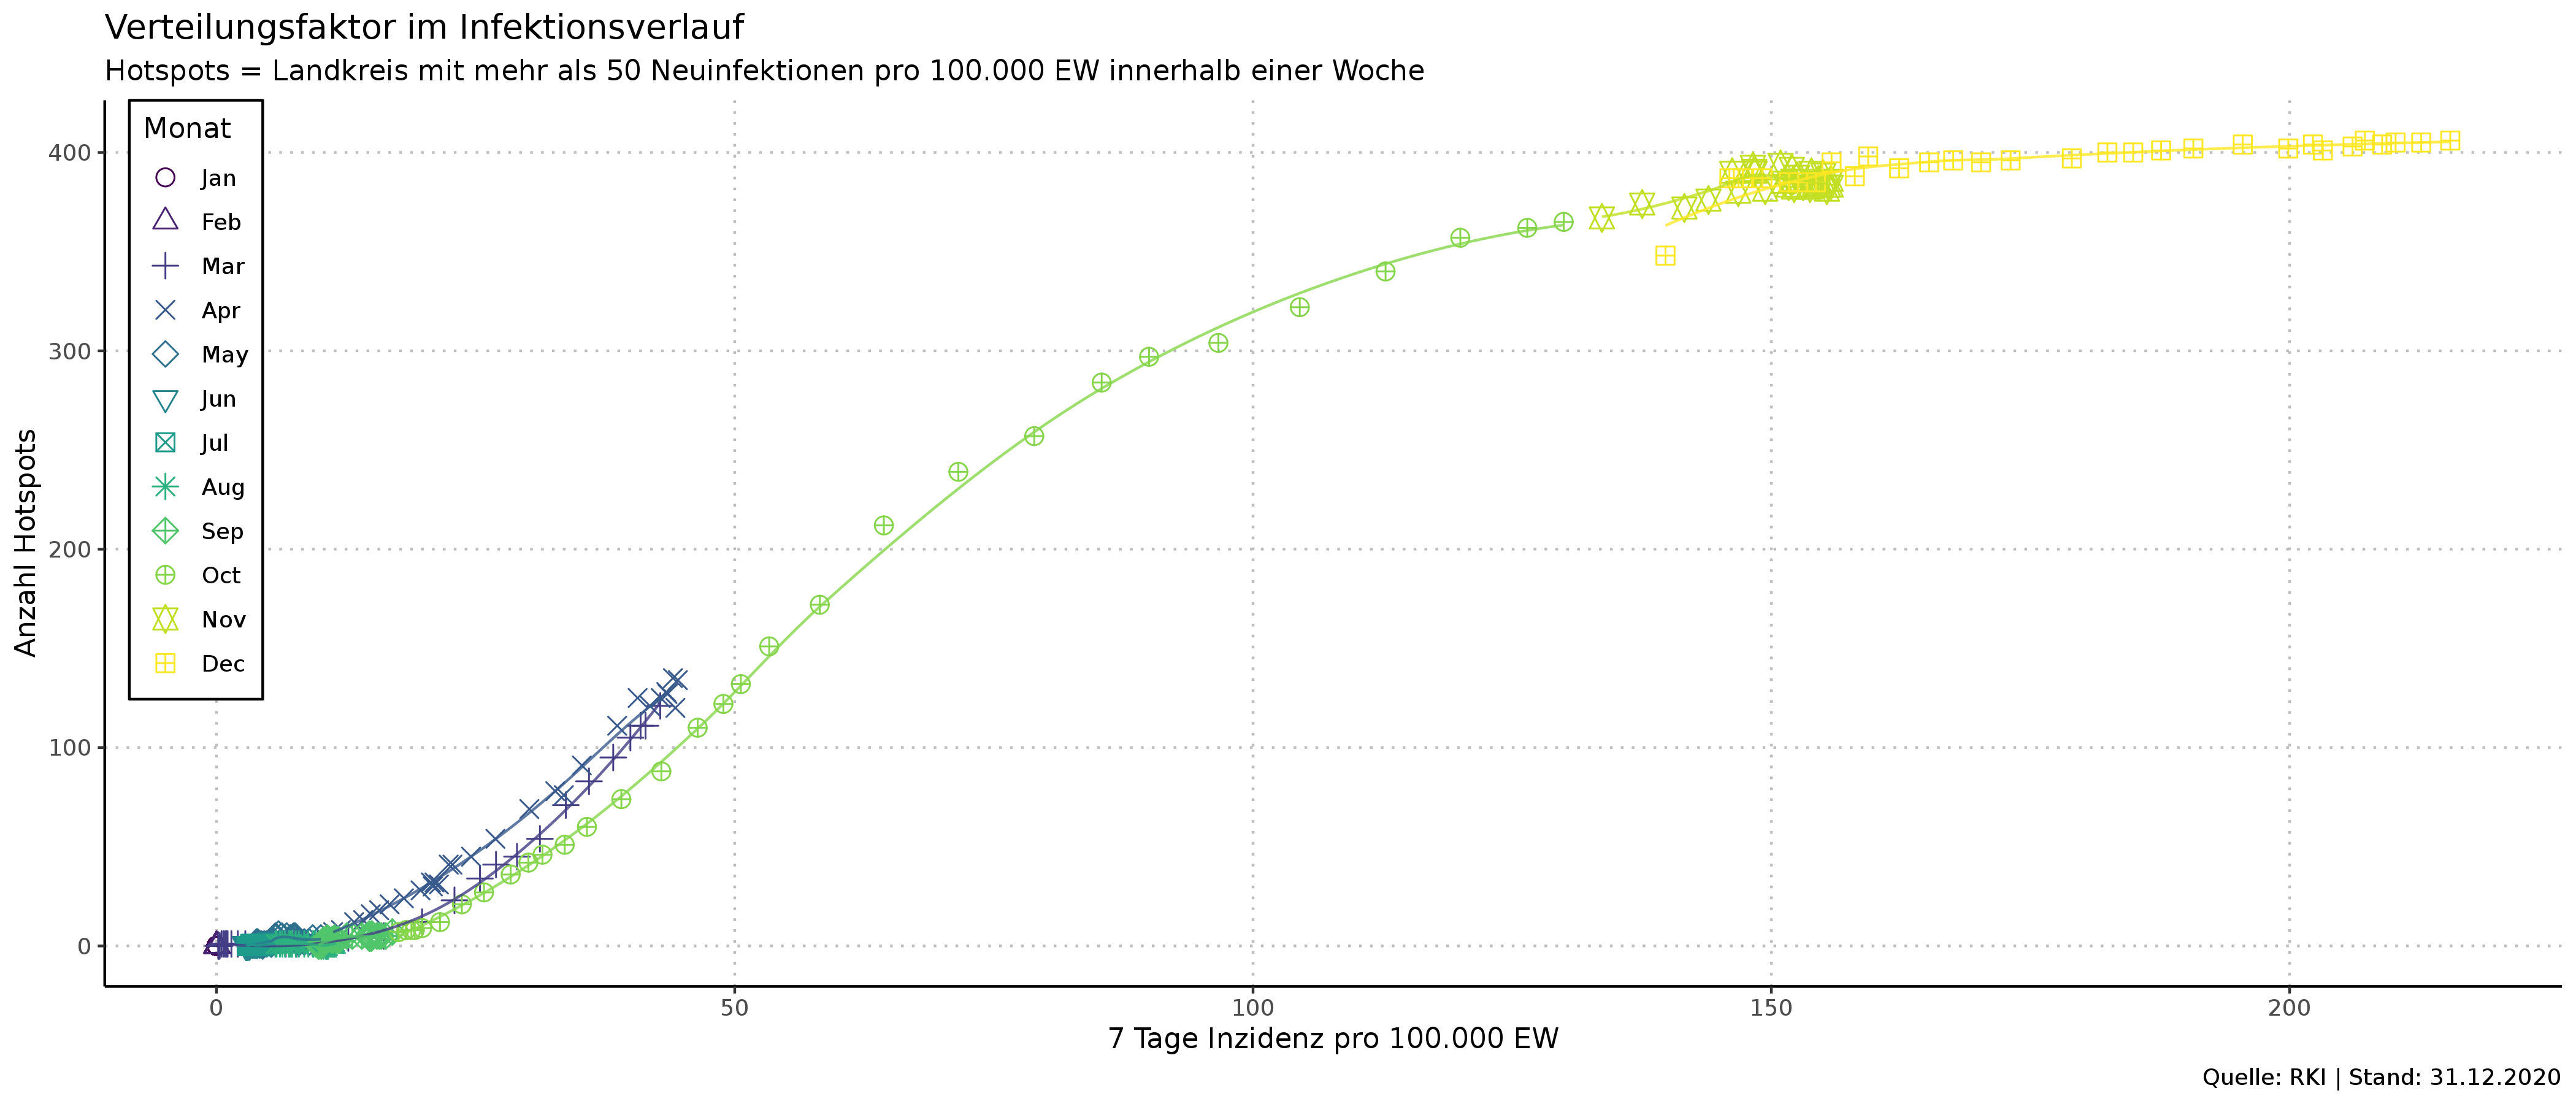 Verteilungsfaktor im Infektionsverlauf
Hotspots = Landkreis mit mehr als 50 Neuinfektionen pro 100.000 EW innerhalb einer Woche
Monat
Jan
Feb
Mar
Apr
May
Jun
Jul
Aug
Sep
Oct
Nov
Dec
Anzahl Hotspots
400
300
200
100
0
0 50 100 150 200
7 Tage Inzidenz pro 100.000 EW
Quelle: RKI | Stand: 31.12.2020